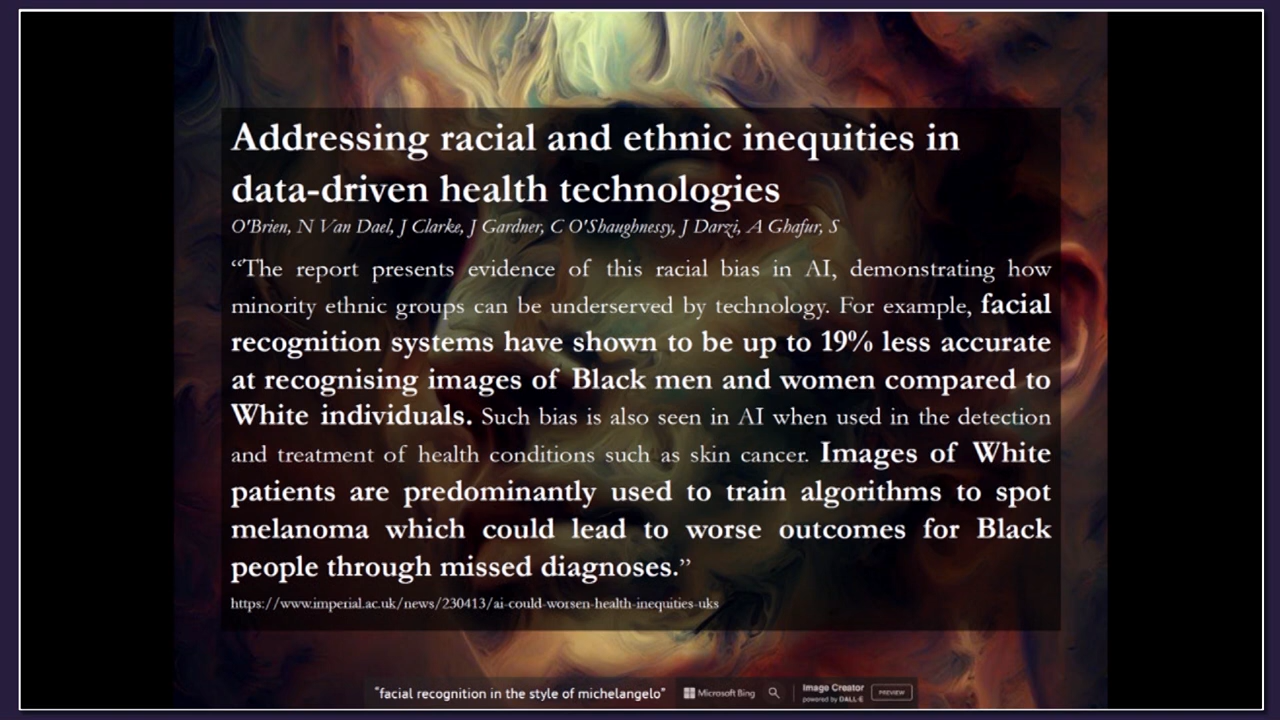 Addressing racial and ethnic inequities in
data-driven health technologies
O'Brien, N Van Dael, J Clarke, J Gardner, C O'Shaughnessy, J Darzi, A Ghafur, S
“The report presents evidence of this racial bias in AI, demonstrating how
minority ethnic groups can be underserved by technology. For example, facial
recognition systems have shown to be up to 19% less accurate
at recognising images of Black men and women compared to
White individuals. Such bias is also seen in AI when used in the detection
and treatment of health conditions such as skin cancer. Images of White
patients are predominantly used to train algorithms to spot
melanoma which could lead to worse outcomes for Black
people through missed diagnoses.”
https://www.imperial.ac.uk/news/230413/ai-could-worsen-health-inequities-uks
“facial recognition in the style of michelangelo”
Microsoft Bing
Image Creator
powered by DALL·E
PREVIEW